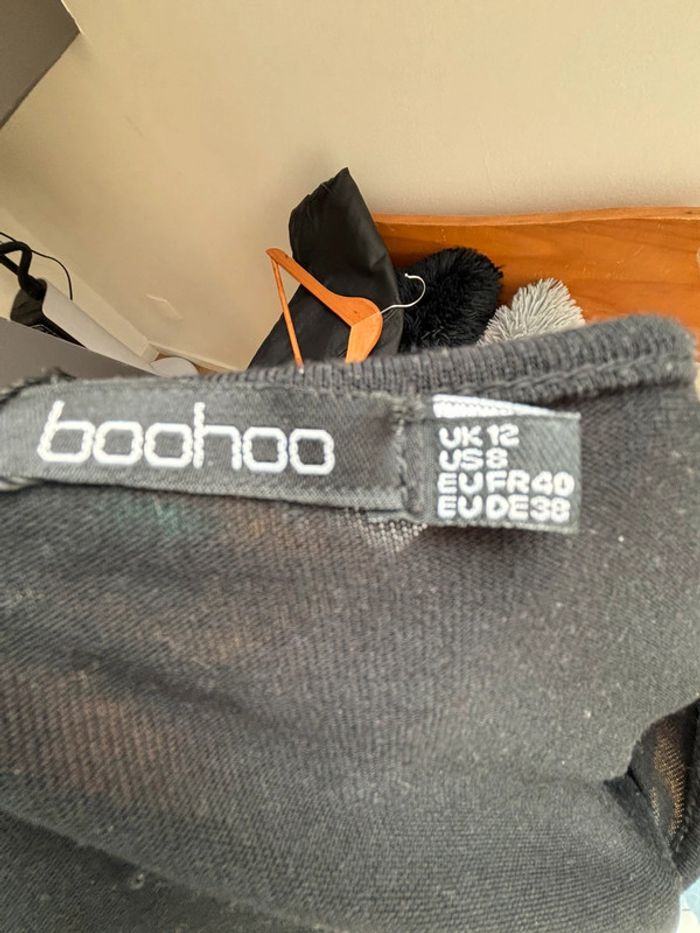 boohoo
UK 12
US 8
EU FR 40
EU DE 38